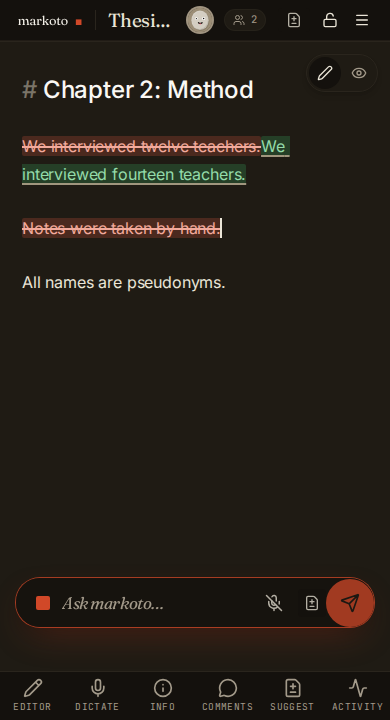 markoto
Thesi...
2
# Chapter 2: Method
We interviewed twelve teachers.We
interviewed fourteen teachers.
Notes were taken by hand.
All names are pseudonyms.
Ask markoto...
EDITOR DICTATE INFO COMMENTS SUGGEST ACTIVITY